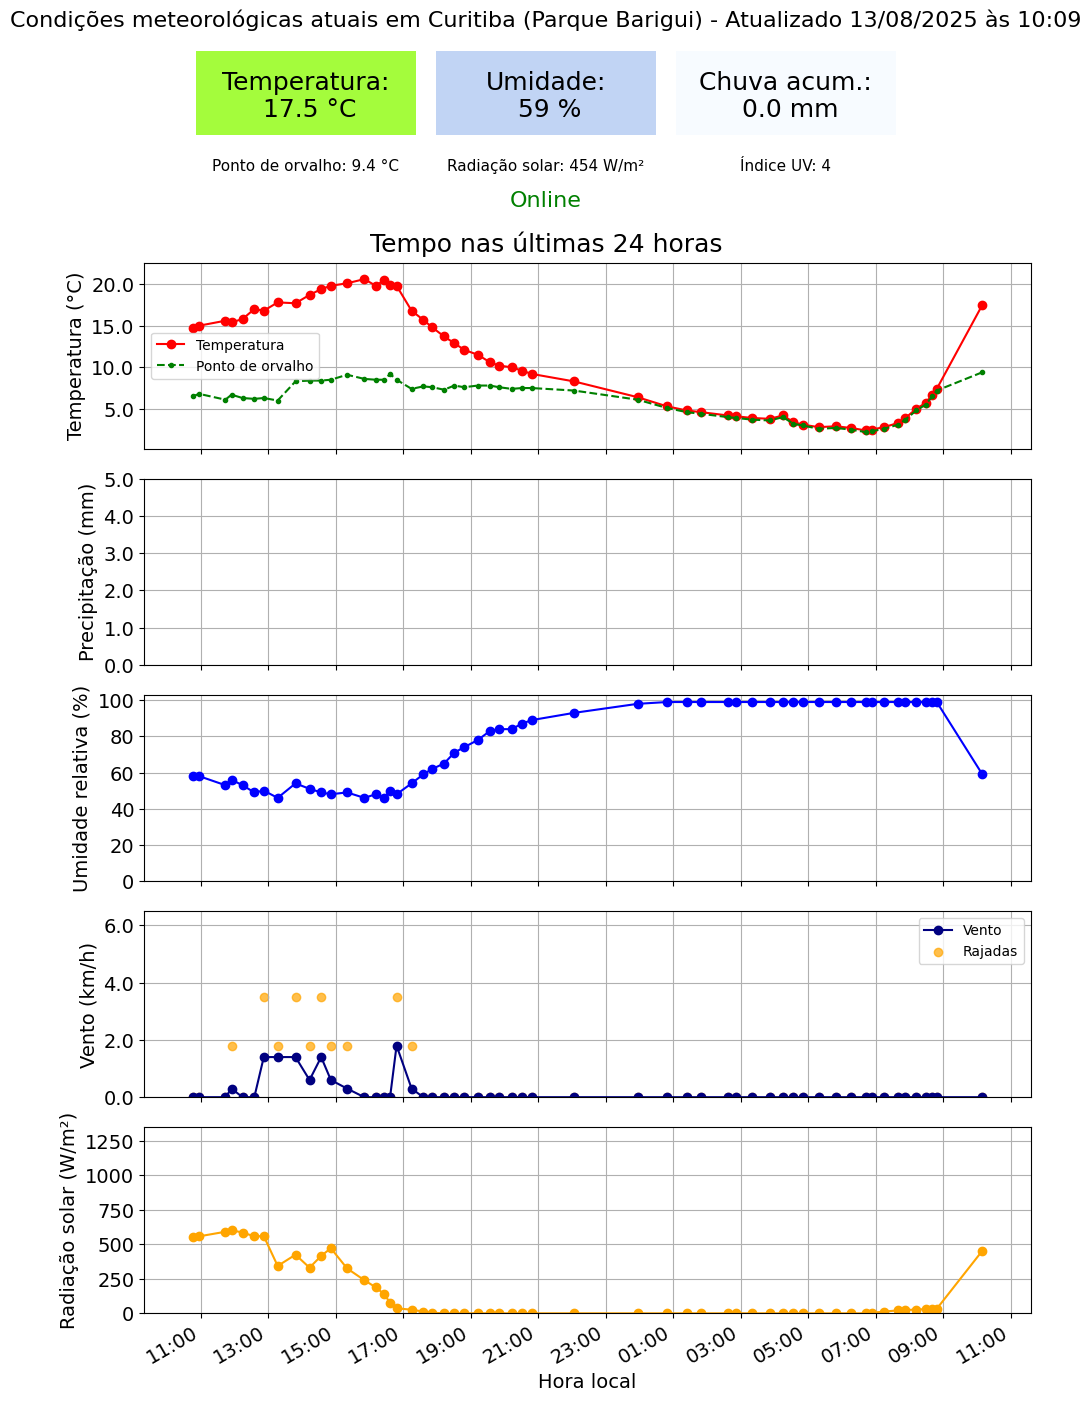 Condições meteorológicas atuais em Curitiba (Parque Barigui) - Atualizado 13/08/2025 às 10:09
Temperatura:
17.5 °C
Umidade:
59 %
Chuva acum.:
0.0 mm
Ponto de orvalho: 9.4 °C
Radiação solar: 454 W/m²
Índice UV: 4
Online
Tempo nas últimas 24 horas
Temperatura (°C)
20.0
15.0
10.0
5.0
Temperatura
Ponto de orvalho
Precipitação (mm)
5.0
4.0
3.0
2.0
1.0
0.0
Umidade relativa (%)
100
80
60
40
20
0
Vento (km/h)
6.0
4.0
2.0
0.0
Vento
Rajadas
Radiação solar (W/m²)
1250
1000
750
500
250
0
11:00
13:00
15:00
17:00
19:00
21:00
23:00
01:00
03:00
05:00
07:00
09:00
11:00
Hora local